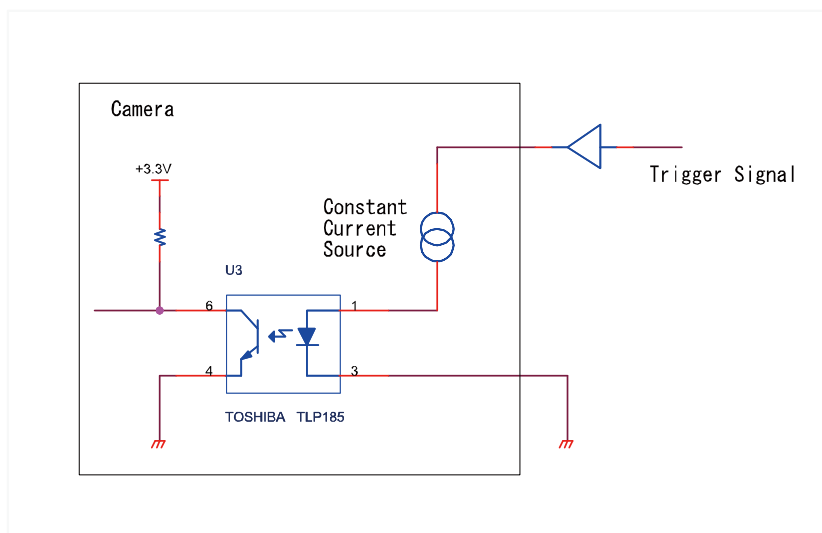 Camera
+3.3V
Trigger Signal
Constant
Current
Source
U3
6
1
4
3
TOSHIBA TLP185